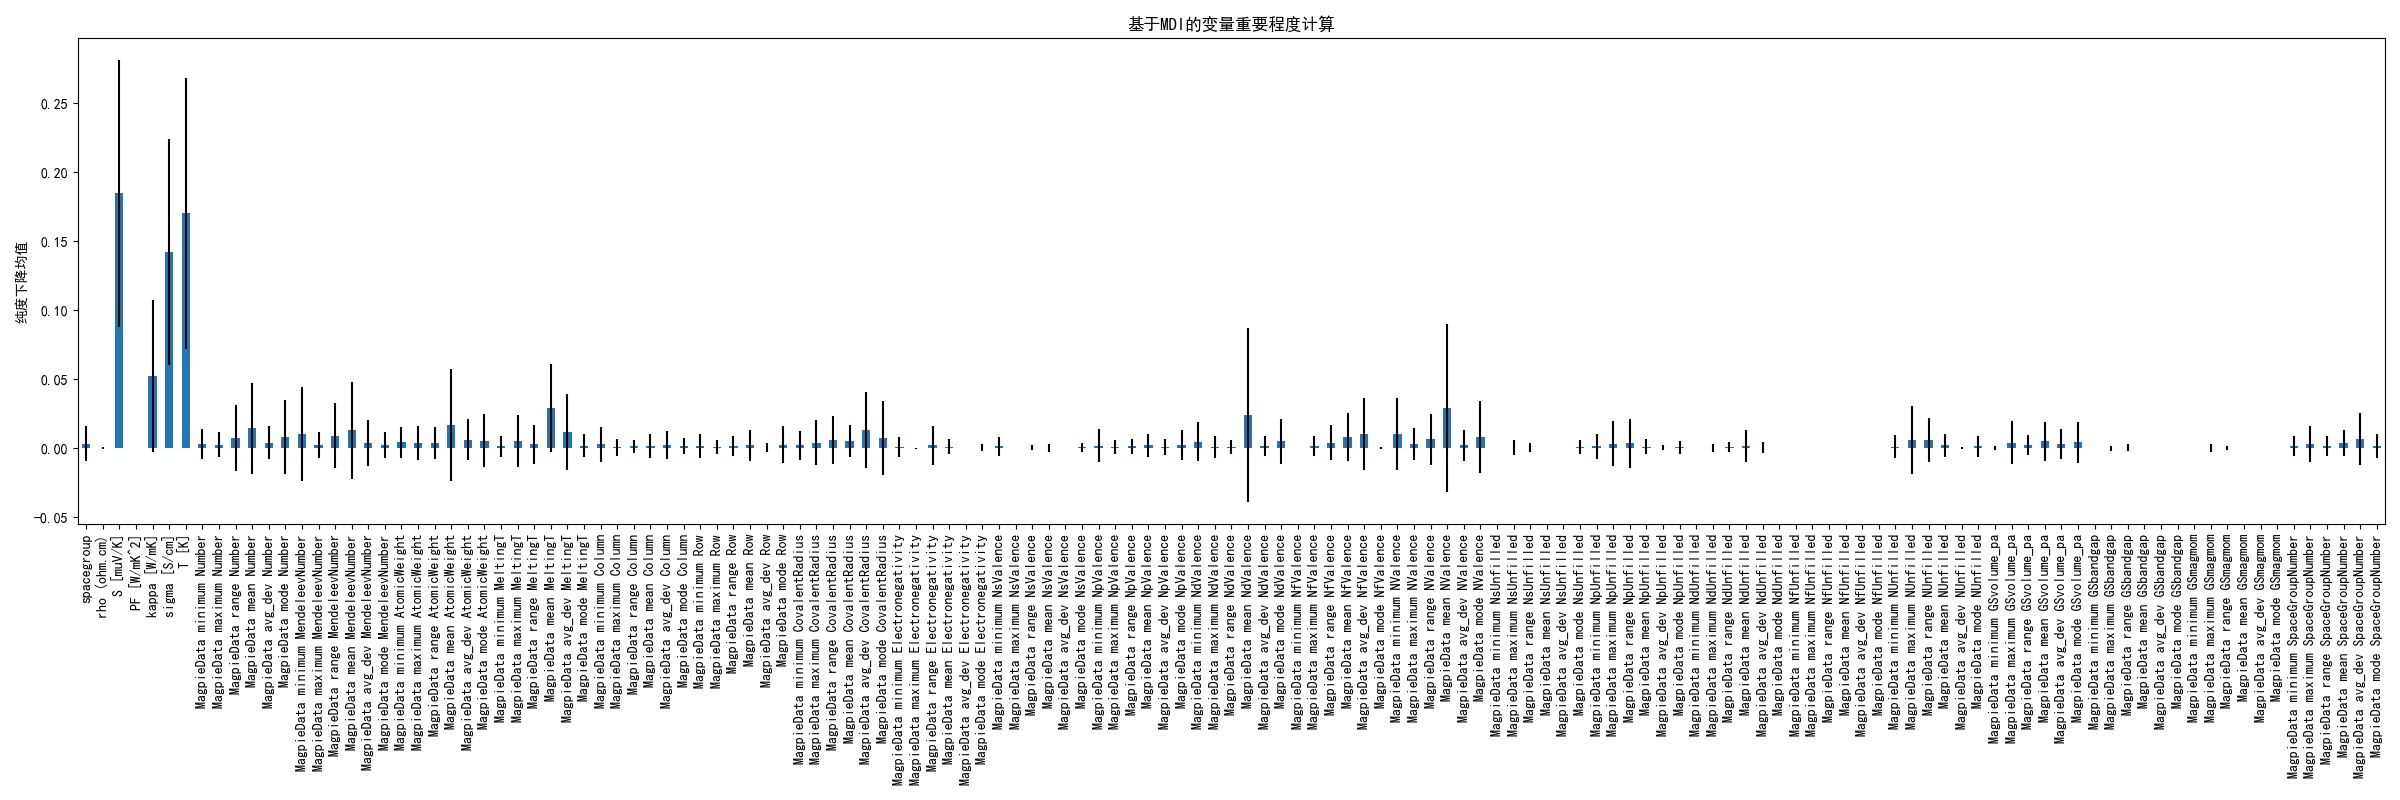 基于MDI的变量重要程度计算
纯度下降均值
0.25
0.20
0.15
0.10
0.05
0.00
−0.05
spacegroup
rho (ohm.cm)
S [muV/K]
PF [W/mK^2]
kappa [W/mK]
sigma [S/cm]
T [K]
MagpieData minimum Number
MagpieData maximum Number
MagpieData range Number
MagpieData mean Number
MagpieData avg_dev Number
MagpieData mode Number
MagpieData minimum MendeleevNumber
MagpieData maximum MendeleevNumber
MagpieData range MendeleevNumber
MagpieData mean MendeleevNumber
MagpieData avg_dev MendeleevNumber
MagpieData mode MendeleevNumber
MagpieData minimum AtomicWeight
MagpieData maximum AtomicWeight
MagpieData range AtomicWeight
MagpieData mean AtomicWeight
MagpieData avg_dev AtomicWeight
MagpieData mode AtomicWeight
MagpieData minimum MeltingT
MagpieData maximum MeltingT
MagpieData range MeltingT
MagpieData mean MeltingT
MagpieData avg_dev MeltingT
MagpieData mode MeltingT
MagpieData minimum Column
MagpieData maximum Column
MagpieData range Column
MagpieData mean Column
MagpieData avg_dev Column
MagpieData mode Column
MagpieData minimum Row
MagpieData maximum Row
MagpieData range Row
MagpieData mean Row
MagpieData avg_dev Row
MagpieData mode Row
MagpieData minimum CovalentRadius
MagpieData maximum CovalentRadius
MagpieData range CovalentRadius
MagpieData mean CovalentRadius
MagpieData avg_dev CovalentRadius
MagpieData mode CovalentRadius
MagpieData minimum Electronegativity
MagpieData maximum Electronegativity
MagpieData range Electronegativity
MagpieData mean Electronegativity
MagpieData avg_dev Electronegativity
MagpieData mode Electronegativity
MagpieData minimum NsValence
MagpieData maximum NsValence
MagpieData range NsValence
MagpieData mean NsValence
MagpieData avg_dev NsValence
MagpieData mode NsValence
MagpieData minimum NpValence
MagpieData maximum NpValence
MagpieData range NpValence
MagpieData mean NpValence
MagpieData avg_dev NpValence
MagpieData mode NpValence
MagpieData minimum NdValence
MagpieData maximum NdValence
MagpieData range NdValence
MagpieData mean NdValence
MagpieData avg_dev NdValence
MagpieData mode NdValence
MagpieData minimum NfValence
MagpieData maximum NfValence
MagpieData range NfValence
MagpieData mean NfValence
MagpieData avg_dev NfValence
MagpieData mode NfValence
MagpieData minimum NValence
MagpieData maximum NValence
MagpieData range NValence
MagpieData mean NValence
MagpieData avg_dev NValence
MagpieData mode NValence
MagpieData minimum NsUnfilled
MagpieData maximum NsUnfilled
MagpieData range NsUnfilled
MagpieData mean NsUnfilled
MagpieData avg_dev NsUnfilled
MagpieData mode NsUnfilled
MagpieData minimum NpUnfilled
MagpieData maximum NpUnfilled
MagpieData range NpUnfilled
MagpieData mean NpUnfilled
MagpieData avg_dev NpUnfilled
MagpieData mode NpUnfilled
MagpieData minimum NdUnfilled
MagpieData maximum NdUnfilled
MagpieData range NdUnfilled
MagpieData mean NdUnfilled
MagpieData avg_dev NdUnfilled
MagpieData mode NdUnfilled
MagpieData minimum NfUnfilled
MagpieData maximum NfUnfilled
MagpieData range NfUnfilled
MagpieData mean NfUnfilled
MagpieData avg_dev NfUnfilled
MagpieData mode NfUnfilled
MagpieData minimum NUnfilled
MagpieData maximum NUnfilled
MagpieData range NUnfilled
MagpieData mean NUnfilled
MagpieData avg_dev NUnfilled
MagpieData mode NUnfilled
MagpieData minimum GSvolume_pa
MagpieData maximum GSvolume_pa
MagpieData range GSvolume_pa
MagpieData mean GSvolume_pa
MagpieData avg_dev GSvolume_pa
MagpieData mode GSvolume_pa
MagpieData minimum GSbandgap
MagpieData maximum GSbandgap
MagpieData range GSbandgap
MagpieData mean GSbandgap
MagpieData avg_dev GSbandgap
MagpieData mode GSbandgap
MagpieData minimum GSmagmom
MagpieData maximum GSmagmom
MagpieData range GSmagmom
MagpieData mean GSmagmom
MagpieData avg_dev GSmagmom
MagpieData mode GSmagmom
MagpieData minimum SpaceGroupNumber
MagpieData maximum SpaceGroupNumber
MagpieData range SpaceGroupNumber
MagpieData mean SpaceGroupNumber
MagpieData avg_dev SpaceGroupNumber
MagpieData mode SpaceGroupNumber